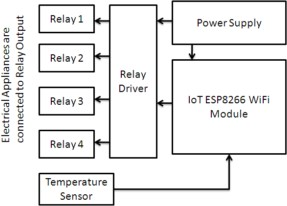 Electrical Appliances are
connected to Relay Output
Relay 1
Relay 2
Relay 3
Relay 4
Relay
Driver
Power Supply
IoT ESP8266 WiFi
Module
Temperature
Sensor